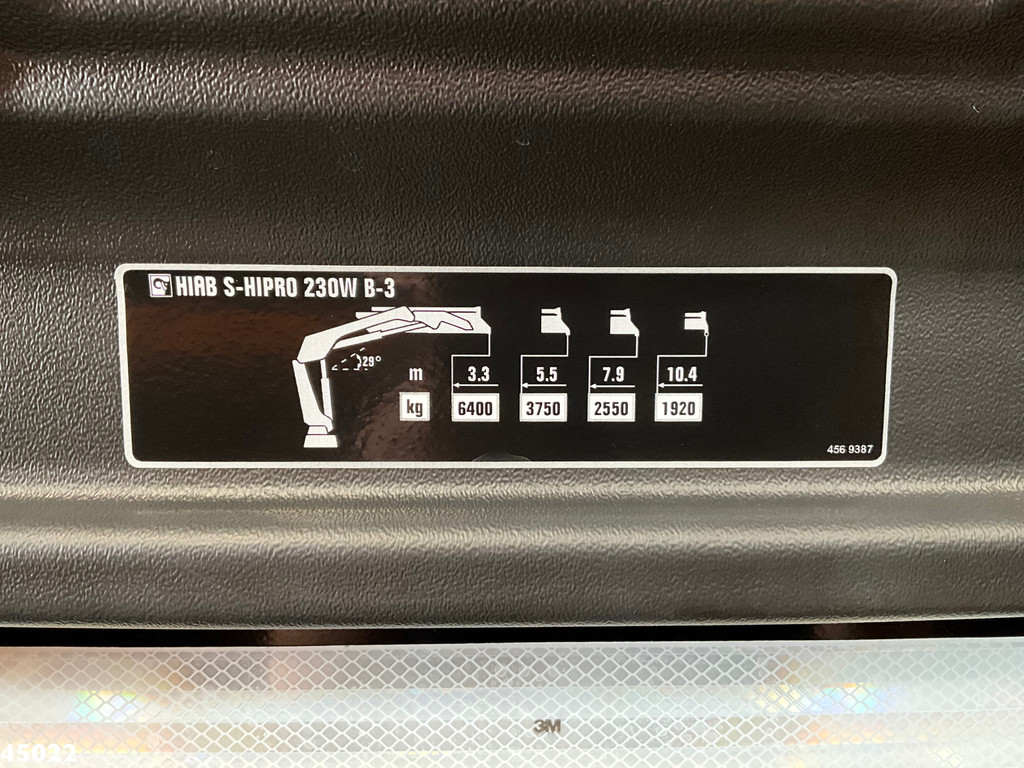 HIAB S-HIPRO 230W B-3
29°
m 3.3 5.5 7.9 10.4
kg 6400 3750 2550 1920
456 9387
3M
45022